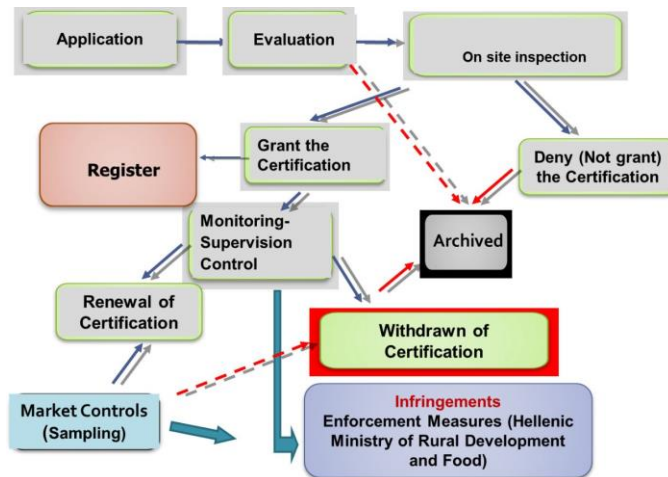 Application
Evaluation
On site inspection
Register
Grant the
Certification
Deny (Not grant)
the Certification
Monitoring-
Supervision
Control
Archived
Renewal of
Certification
Withdrawn of
Certification
Market Controls
(Sampling)
Infringements
Enforcement Measures (Hellenic
Ministry of Rural Development
and Food)